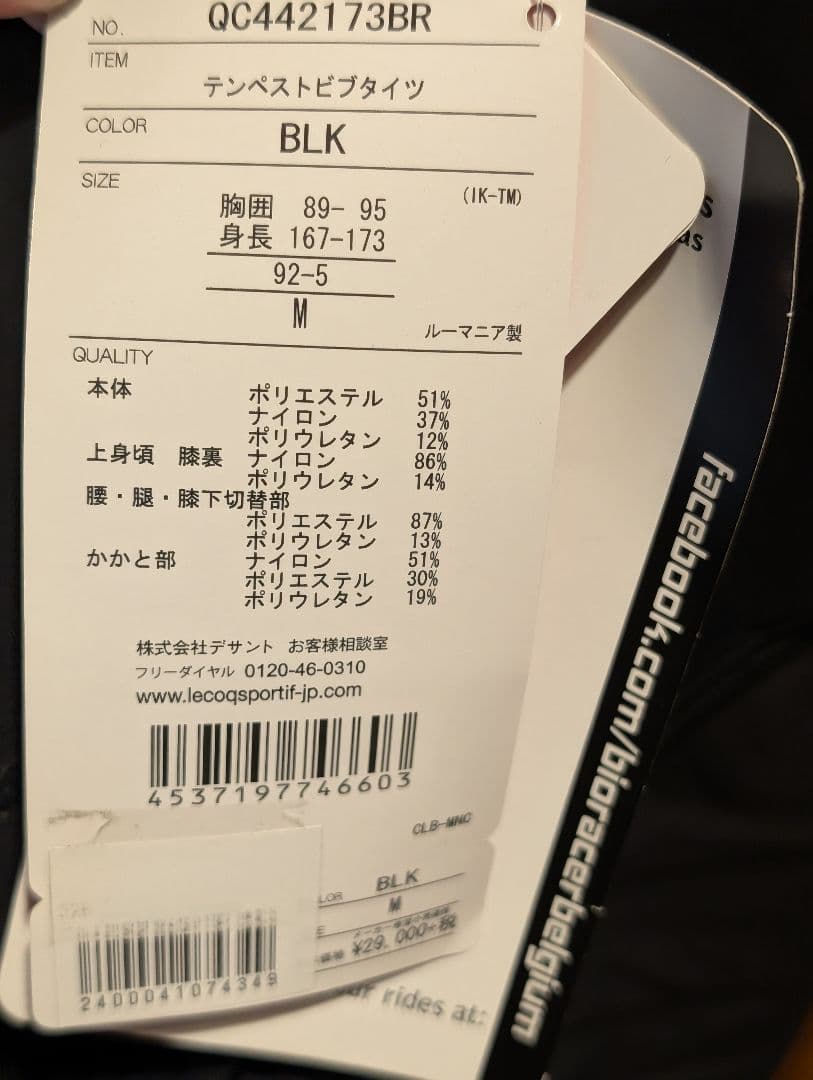 NO. QC442173BR
ITEM
テンペストビブタイツ
COLOR
BLK
SIZE
(IK-TM)
胸囲 89- 95
身長 167-173
92-5
M
ルーマニア製
QUALITY
本体 ポリエステル 51%
ナイロン 37%
ポリウレタン 12%
上身頃 膝裏 ナイロン 86%
ポリウレタン 14%
腰・腿・膝下切替部
ポリエステル 87%
ポリウレタン 13%
かかと部 ナイロン 51%
ポリエステル 30%
ポリウレタン 19%
株式会社デサント お客様相談室
フリーダイヤル 0120-46-0310
www.lecoqsportif-jp.com
4537197746603
CLB-MNC
LOR BLK
M
E
¥29,000+税
2400041074349
s
as
facebook.com/bioracerbelgium
our rides at: